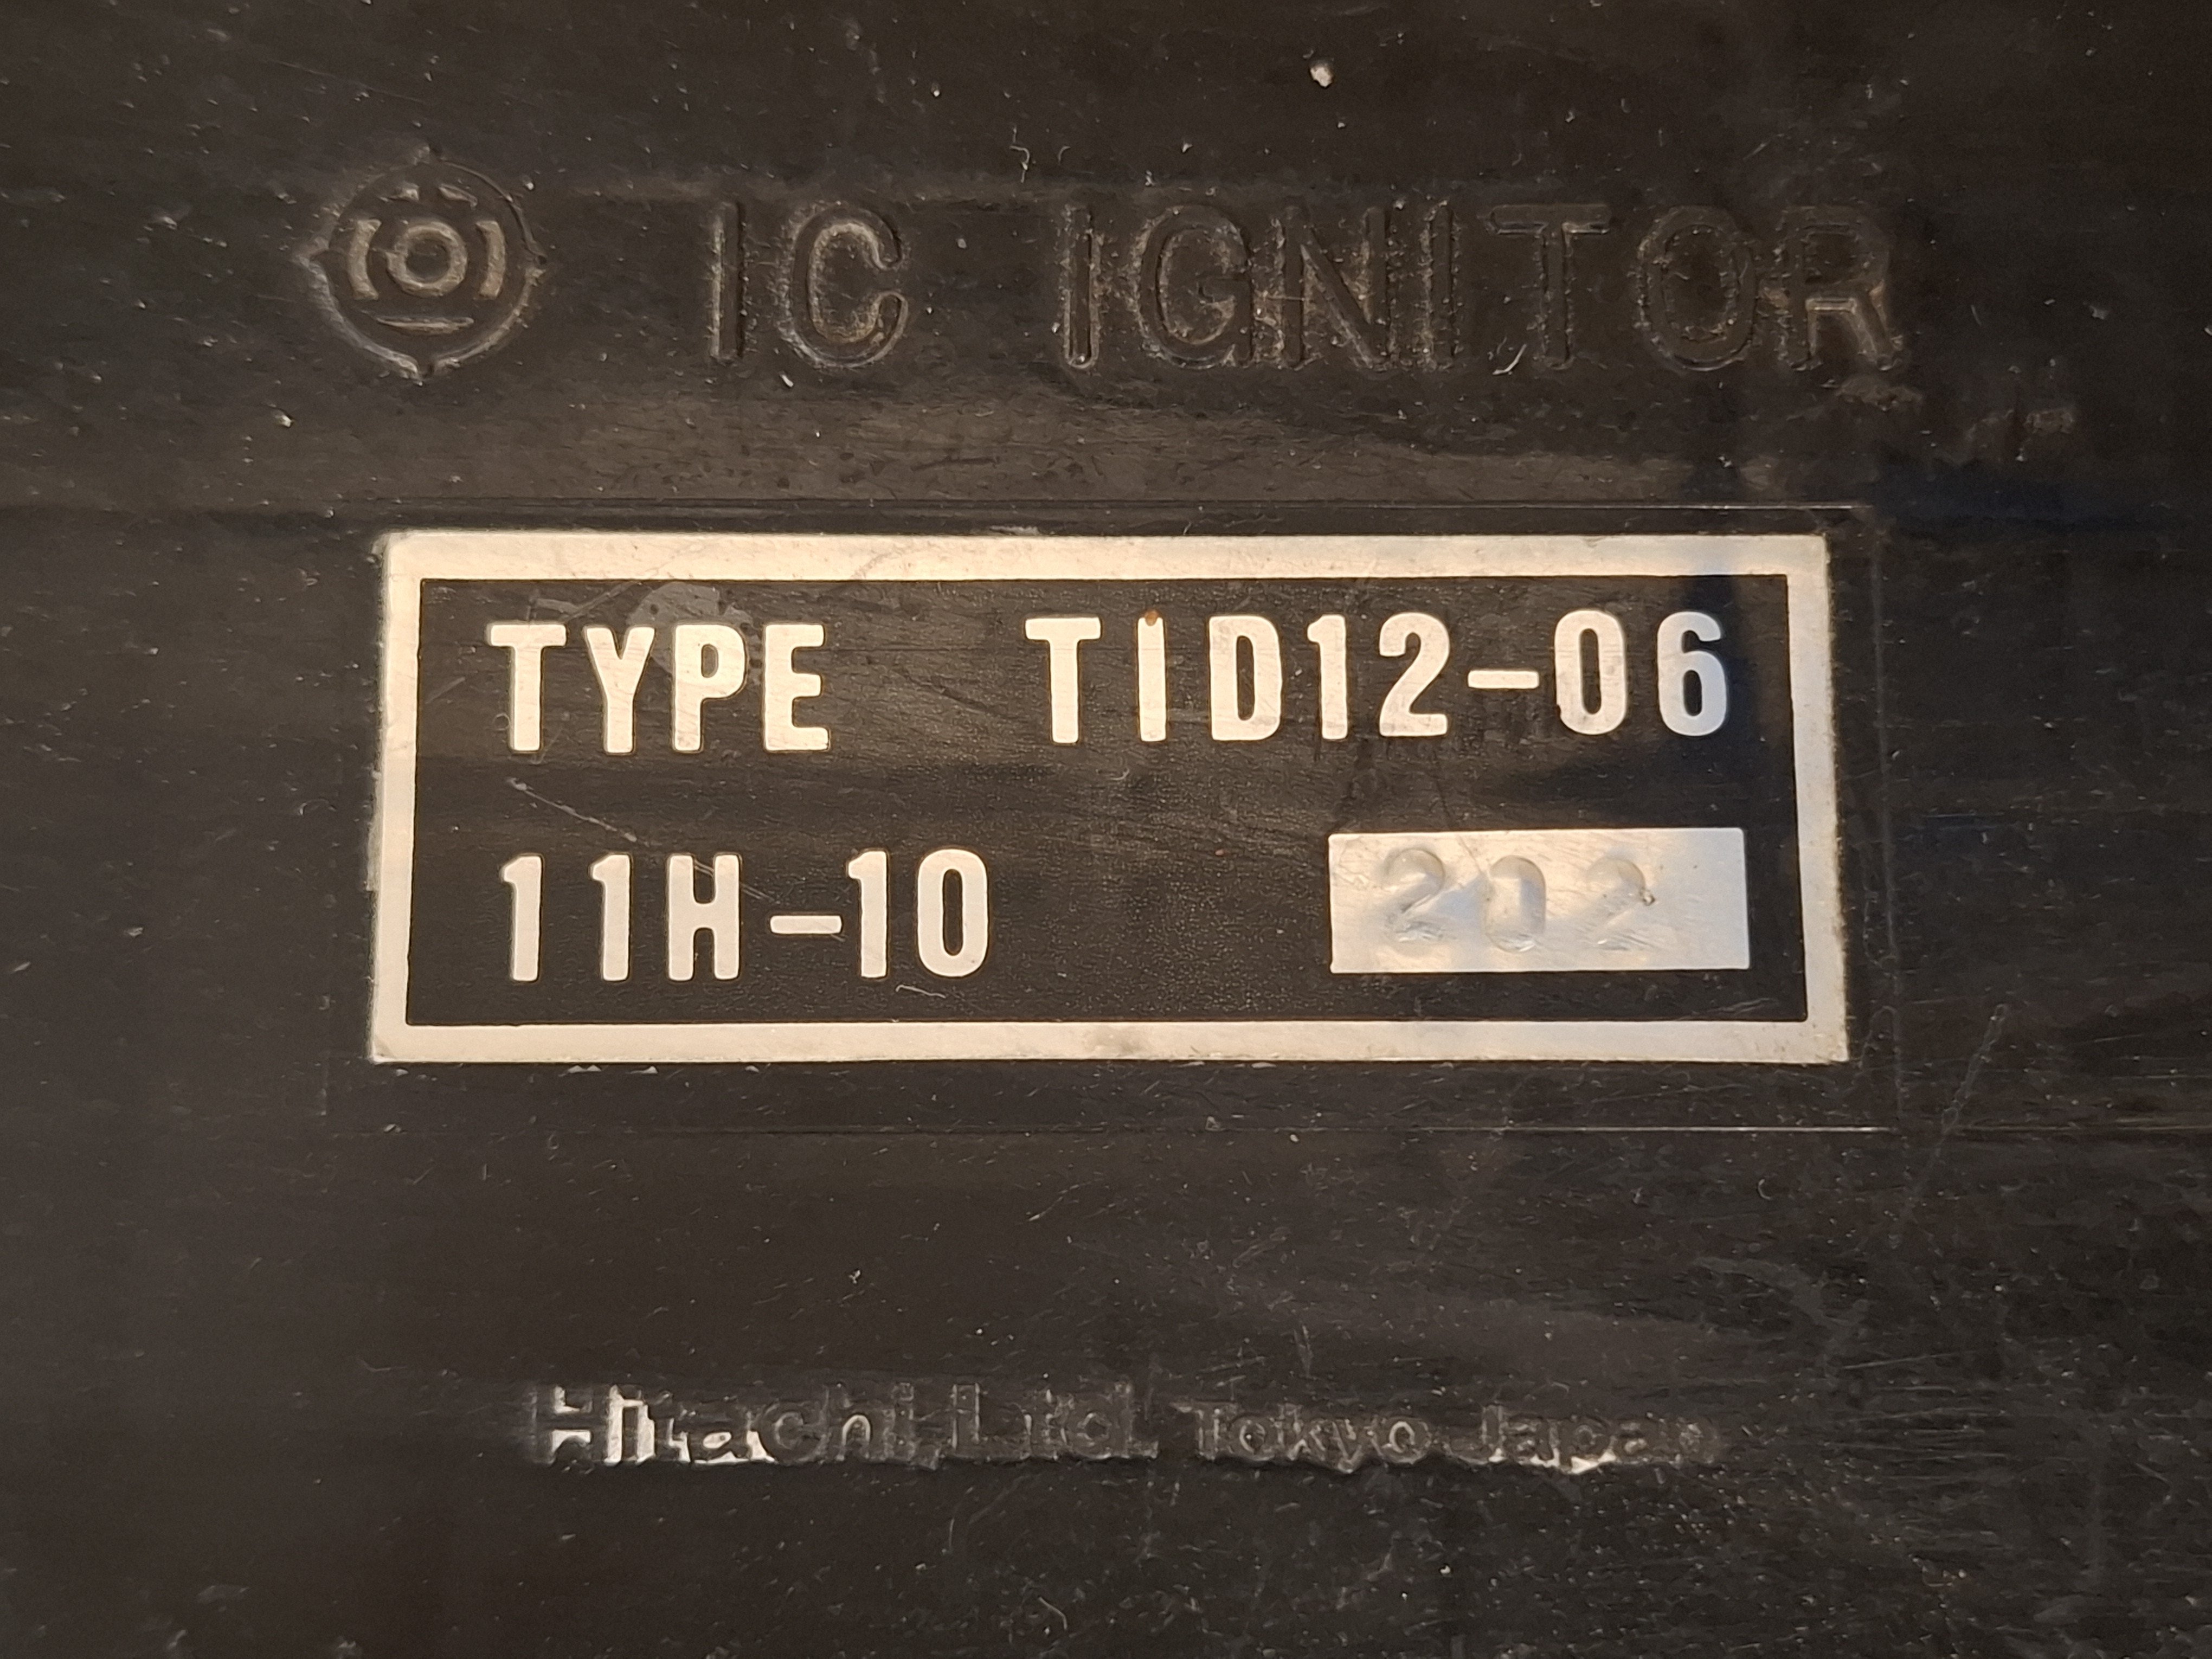 IC IGNITOR
TYPE TID12-06
11H-10 202
Hitachi, Ltd. Tokyo Japan